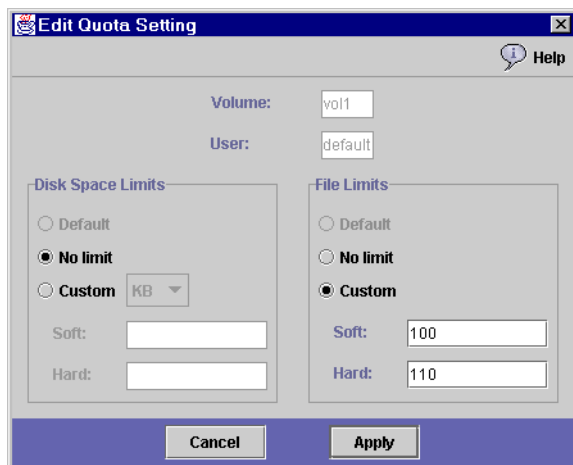 Edit Quota Setting
Help
Volume: vol1
User: default
Disk Space Limits
Default
No limit
Custom KB
Soft:
Hard:
File Limits
Default
No limit
Custom
Soft: 100
Hard: 110
Cancel Apply